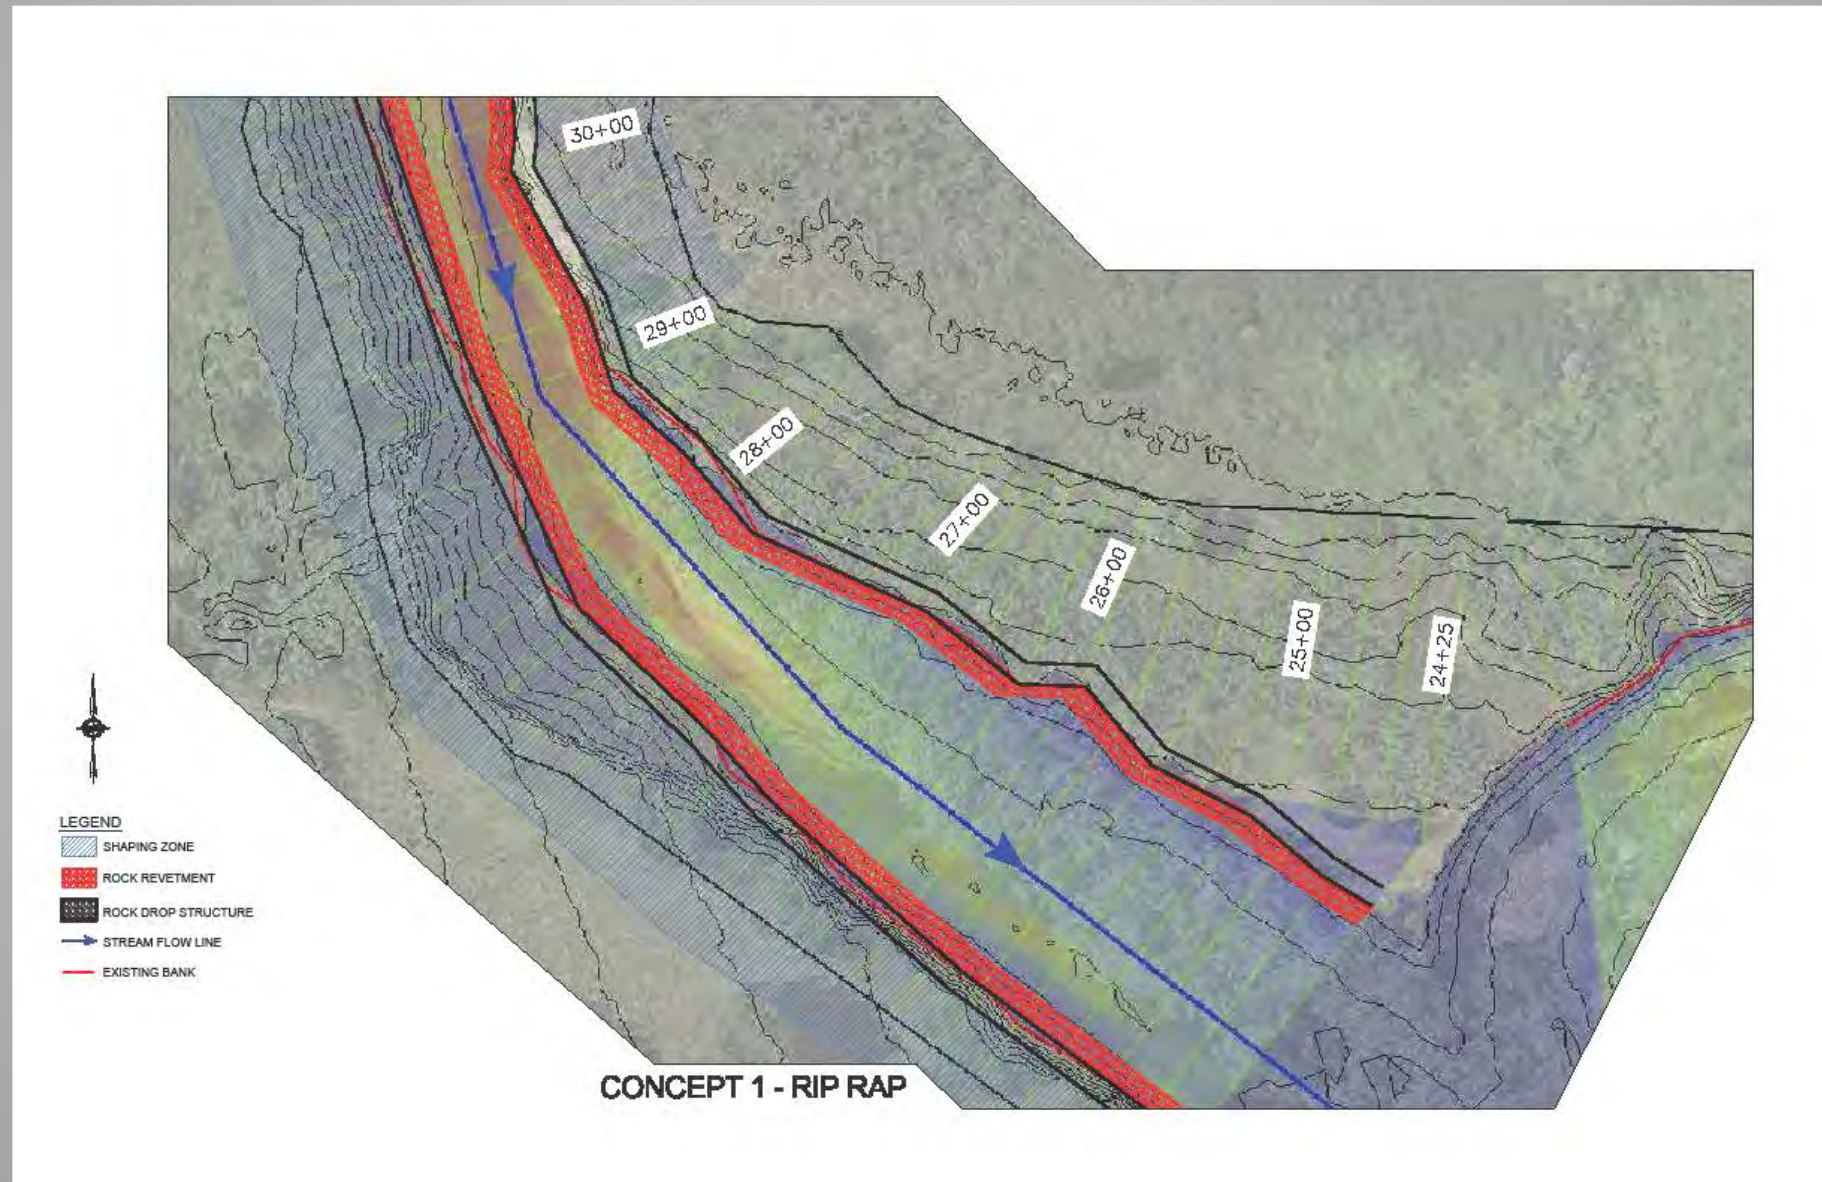 30+00
29+00
28+00
27+00
26+00
25+00
24+25
LEGEND
SHAPING ZONE
ROCK REVETMENT
ROCK DROP STRUCTURE
STREAM FLOW LINE
EXISTING BANK
CONCEPT 1 - RIP RAP